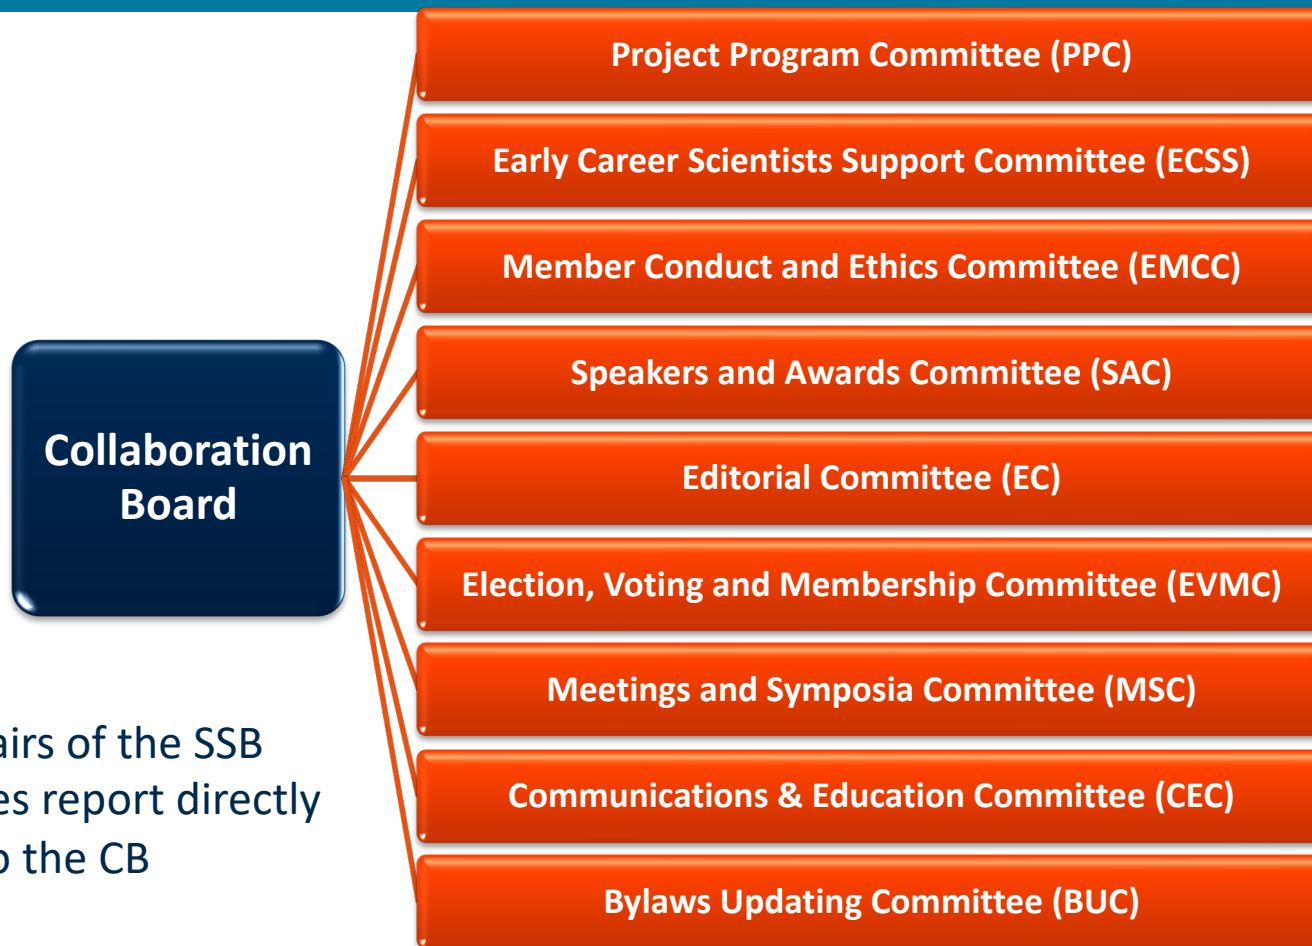 Project Program Committee (PPC)
Early Career Scientists Support Committee (ECSS)
Member Conduct and Ethics Committee (EMCC)
Speakers and Awards Committee (SAC)
Collaboration
Board
Editorial Committee (EC)
Election, Voting and Membership Committee (EVMC)
Meetings and Symposia Committee (MSC)
Communications & Education Committee (CEC)
Bylaws Updating Committee (BUC)
of the SSB
report directly
the CB